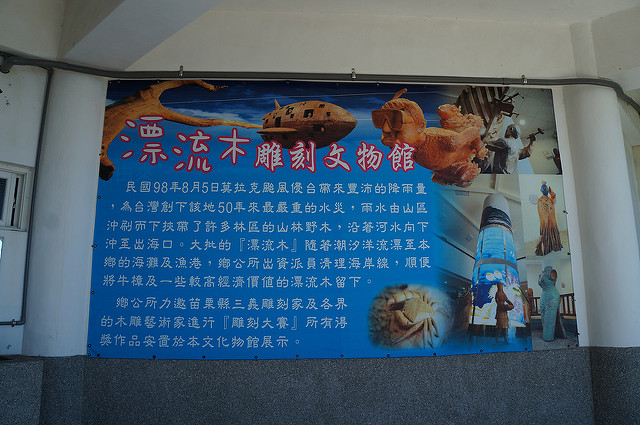 漂流木雕刻文物館
民國98年8月5日莫拉克颱風侵台帶來豐沛的降雨量
，為台灣創下該地50年來最嚴重的水災，雨水由山區
沖刷而下挾帶了許多林區的山林野木，沿著河水向下
沖至出海口。大批的『漂流木』隨著潮汐洋流漂至本
鄉的海灘及漁港，鄉公所出資派員清理海岸線，順便
將牛樟及一些較高經濟價值的漂流木留下。
鄉公所力邀苗栗縣三義雕刻家及各界
的木雕藝術家進行『雕刻大賽』所有得
獎作品安置於本文化物館展示。